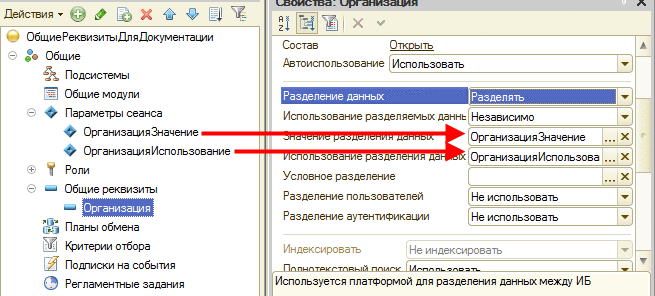 Действия
ОбщиеРеквизитыДляДокументации
Общие
Подсистемы
Общие модули
Параметры сеанса
ОрганизацияЗначение
ОрганизацияИспользование
Роли
Общие реквизиты
Организация
Планы обмена
Критерии отбора
Подписки на события
Регламентные задания
Свойства: Организация
Состав Открыть
Автоиспользование Использовать
Разделение данных Разделять
Использование разделяемых данн Независимо
Значение разделения данных ОрганизацияЗначение
Использование разделения данных ОрганизацияИспользова
Условное разделение
Разделение пользователей Не использовать
Разделение аутентификации Не использовать
Индексировать Не индексировать
Полнотекстовый поиск Использовать
Используется платформой для разделения данных между ИБ